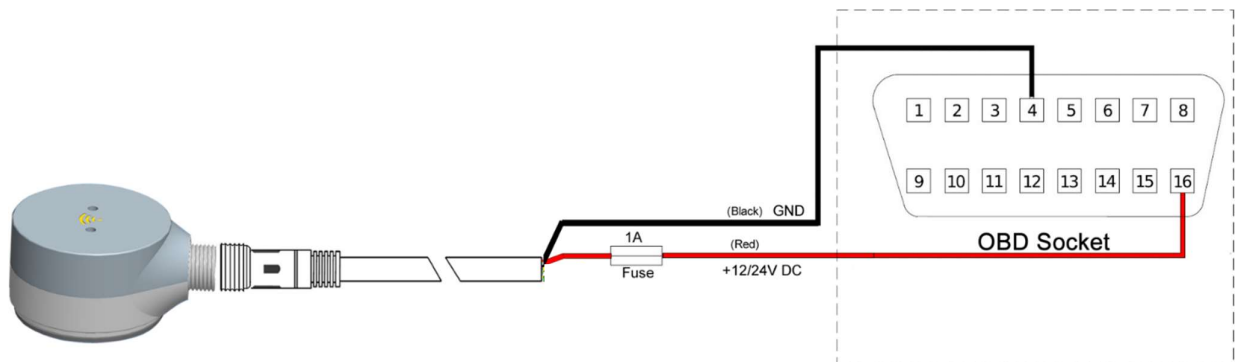 1 2 3 4 5 6 7 8
9 10 11 12 13 14 15 16
(Black) GND
OBD Socket
1A
(Red)
Fuse
+12/24V DC